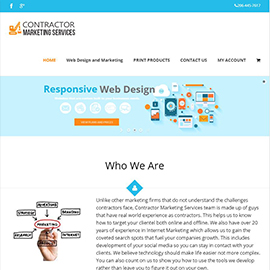 CONTRACTOR
MARKETING SERVICES
HOME Web Design and Marketing PRINT PRODUCTS CONTACT US MY ACCOUNT
Responsive Web Design
Who We Are
Unlike other marketing firms that do not understand the challenges
contractors face, Contractor Marketing Services team is made up of guys
that have real world experience as contractors. This helps us know
how to target your clientel both online and offline. We also have over 20
years of experience in Internet Marketing which allows us to gain the
coveted search spots that fuel your companies growth. This includes
development of your social media so you can stay in contact with your
clients. We believe technology should make life easier not more complex.
You can also count on us to show you how to use the tools we develop
rather than leave you to figure it out on your own.
MARKETING